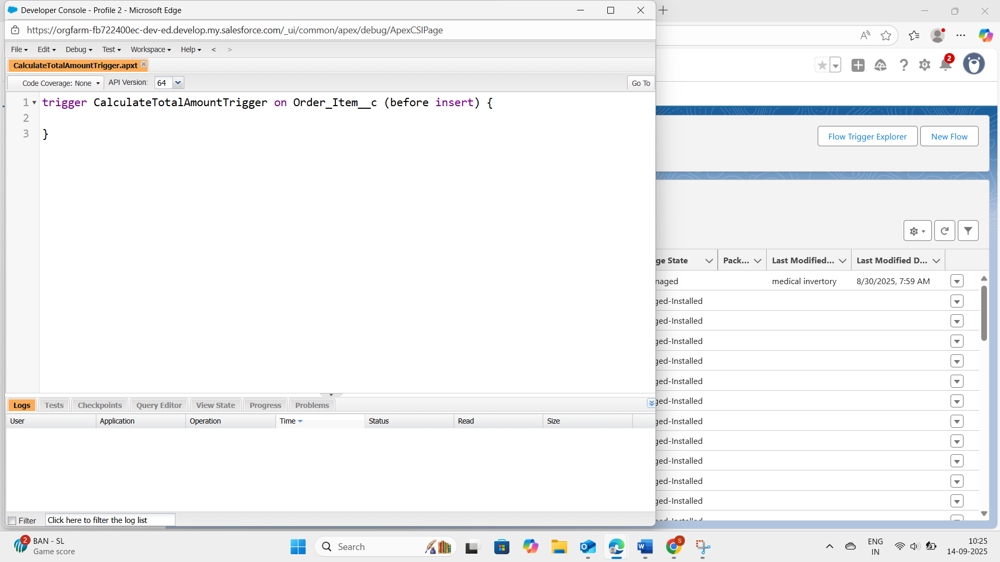 Developer Console - Profile 2 - Microsoft Edge
https://orgfarm-fb722400ec-dev-ed.develop.my.salesforce.com/_ui/common/apex/debug/ApexCSIPage
File Edit Debug Test Workspace Help < >
CalculateTotalAmountTrigger.apxt
Code Coverage: None API Version: 64 Go To
1 trigger CalculateTotalAmountTrigger on Order_Item__c (before insert) {
2
3 }
Logs Tests Checkpoints Query Editor View State Progress Problems
User Application Operation Time Status Read Size
Filter Click here to filter the log list
2
Flow Trigger Explorer New Flow
ge State Pack... Last Modified... Last Modified D...
naged medical invertory 8/30/2025, 7:59 AM
ged-Installed
ged-Installed
ged-Installed
ged-Installed
ged-Installed
ged-Installed
ged-Installed
ged-Installed
ged-Installed
ged-Installed
ged-Installed
2 BAN - SL
Game score
Search
S
ENG
IN
10:25
14-09-2025